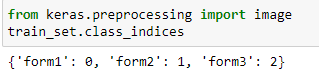 from keras.preprocessing import image
train_set.class_indices
{'form1': 0, 'form2': 1, 'form3': 2}